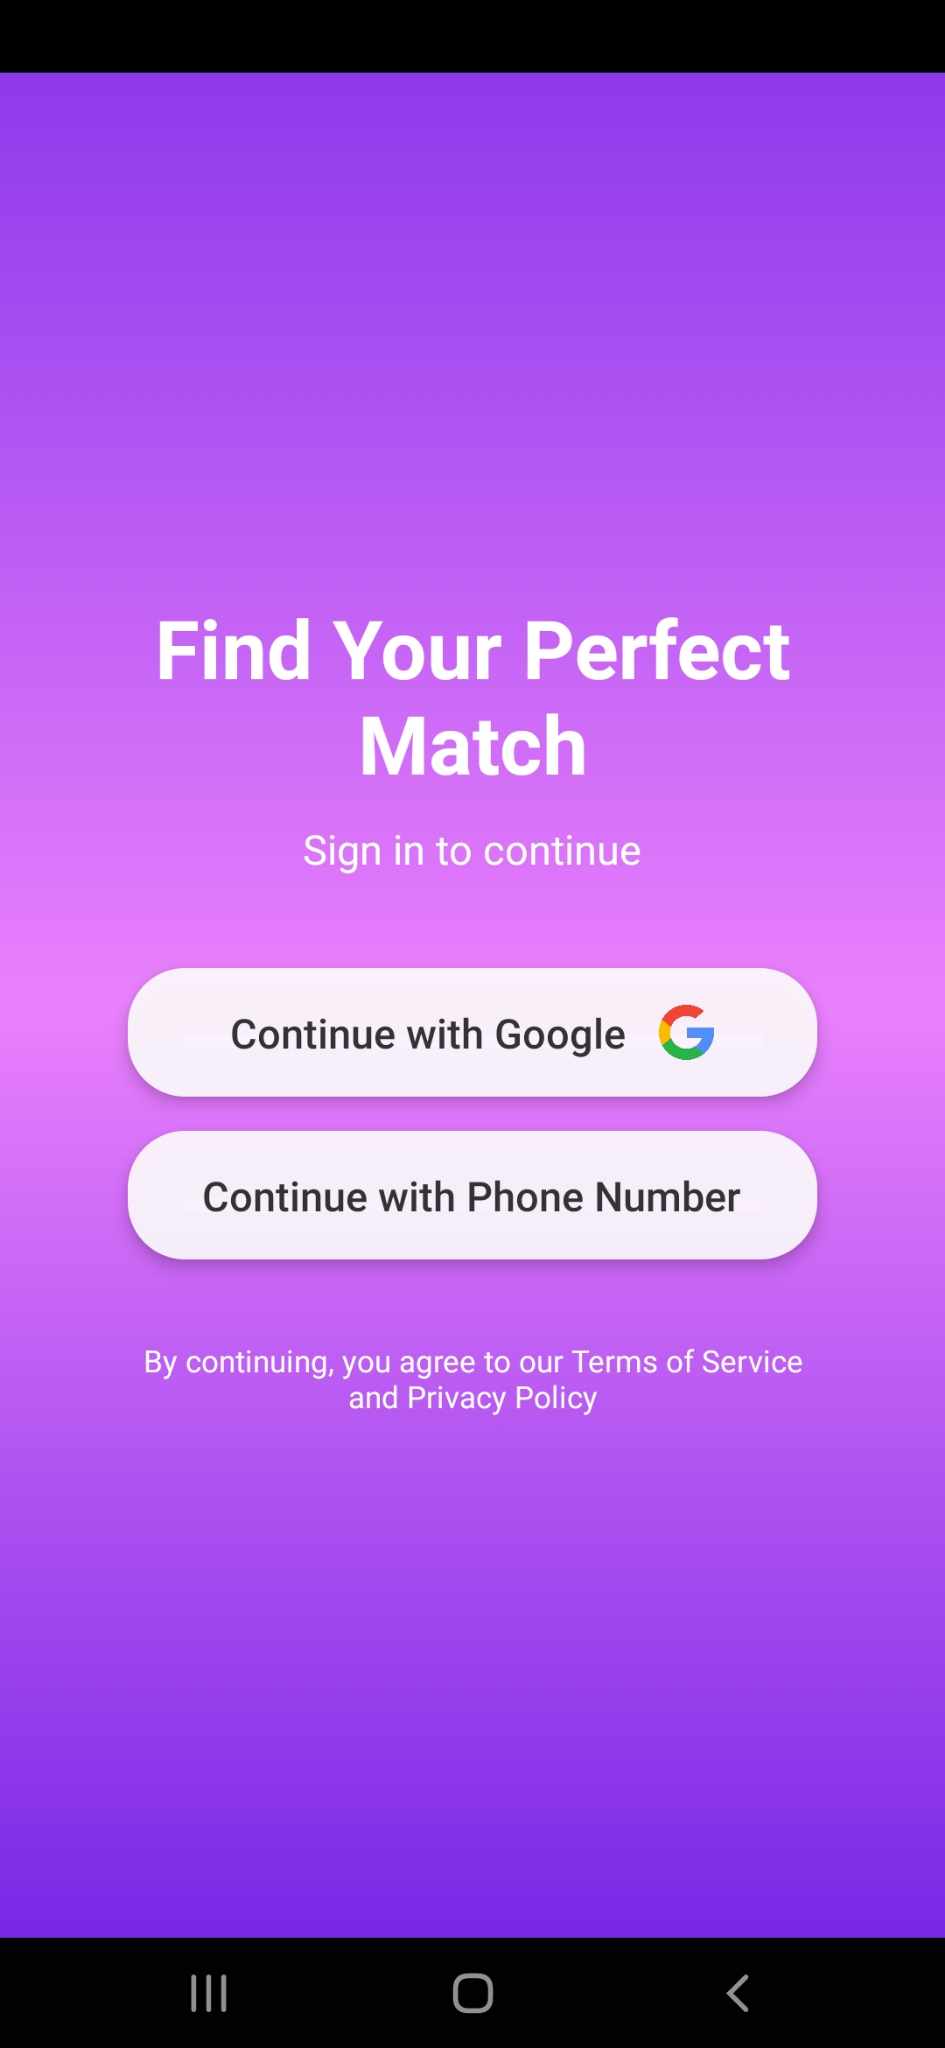 Find Your Perfect
Match
Sign in to continue
Continue with Google
Continue with Phone Number
By continuing, you agree to our Terms of Service
and Privacy Policy